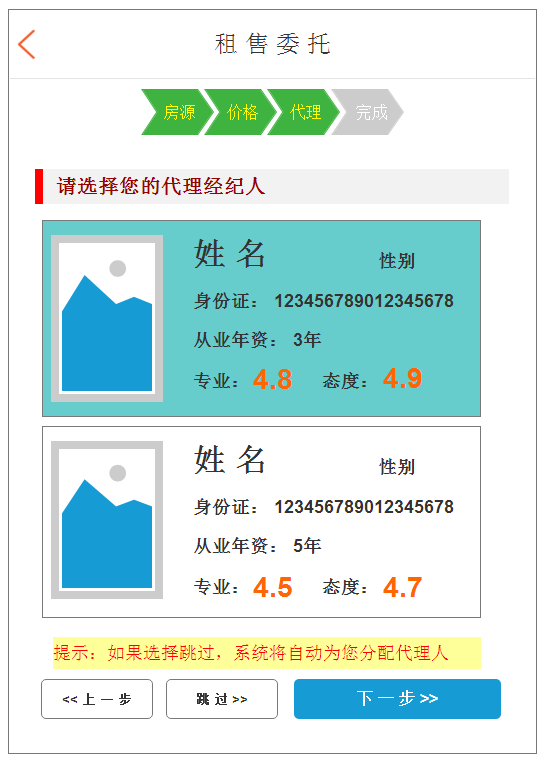 租 售 委 托
房源 价格 代理 完成
请选择您的代理经纪人
姓 名 性别
身份证： 123456789012345678
从业年资： 3年
专业： 4.8 态度： 4.9
姓 名 性别
身份证： 123456789012345678
从业年资： 5年
专业： 4.5 态度： 4.7
提示：如果选择跳过，系统将自动为您分配代理人
<< 上 一 步 跳 过 >> 下 一 步 >>